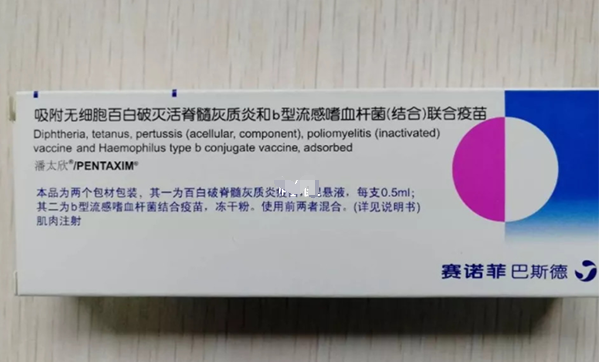 吸附无细胞百白破灭活脊髓灰质炎和b型流感嗜血杆菌(结合)联合疫苗
Diphtheria, tetanus, pertussis (acellular, component), poliomyelitis (inactivated)
vaccine and Haemophilus type b conjugate vaccine, adsorbed
潘太欣®/PENTAXIM®
本品为两个包材包装，其一为百白破脊髓灰质炎 悬液，每支0.5ml；
其二为b型流感嗜血杆菌结合疫苗，冻干粉。使用前两者混合。(详见说明书)
肌肉注射
赛诺菲 巴斯德